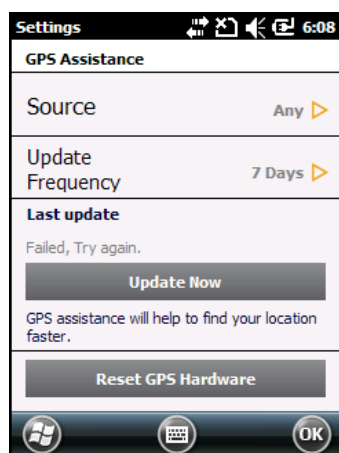 Settings 6:08
GPS Assistance
Source Any
Update
Frequency 7 Days
Last update
Failed, Try again.
Update Now
GPS assistance will help to find your location
faster.
Reset GPS Hardware
OK